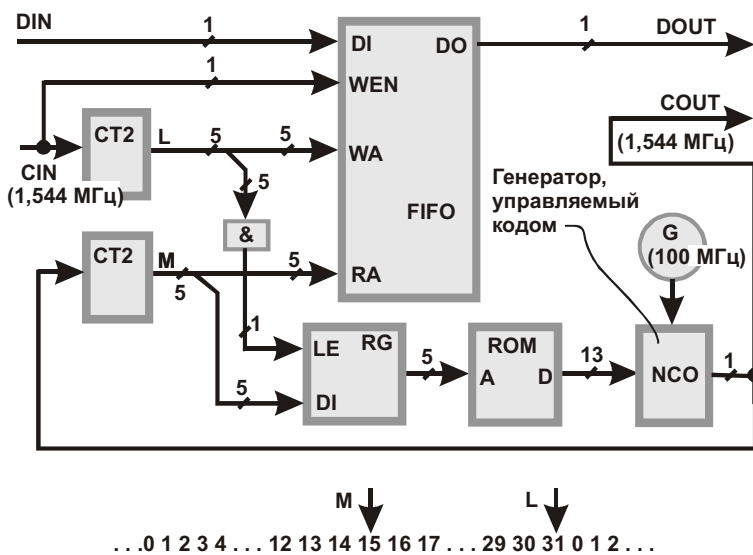 DIN
1
DI
DO
1
DOUT
1
WEN
CT2
L
5
5
WA
COUT
CIN
(1,544 МГц)
(1,544 МГц)
5
Генератор,
управляемый
кодом
FIFO
&
G
(100 МГц)
CT2
M
5
5
RA
1
LE
RG
ROM
5
13
1
A
D
NCO
5
DI
M
L
. . .0 1 2 3 4 . . . 12 13 14 15 16 17 . . . 29 30 31 0 1 2 . . .